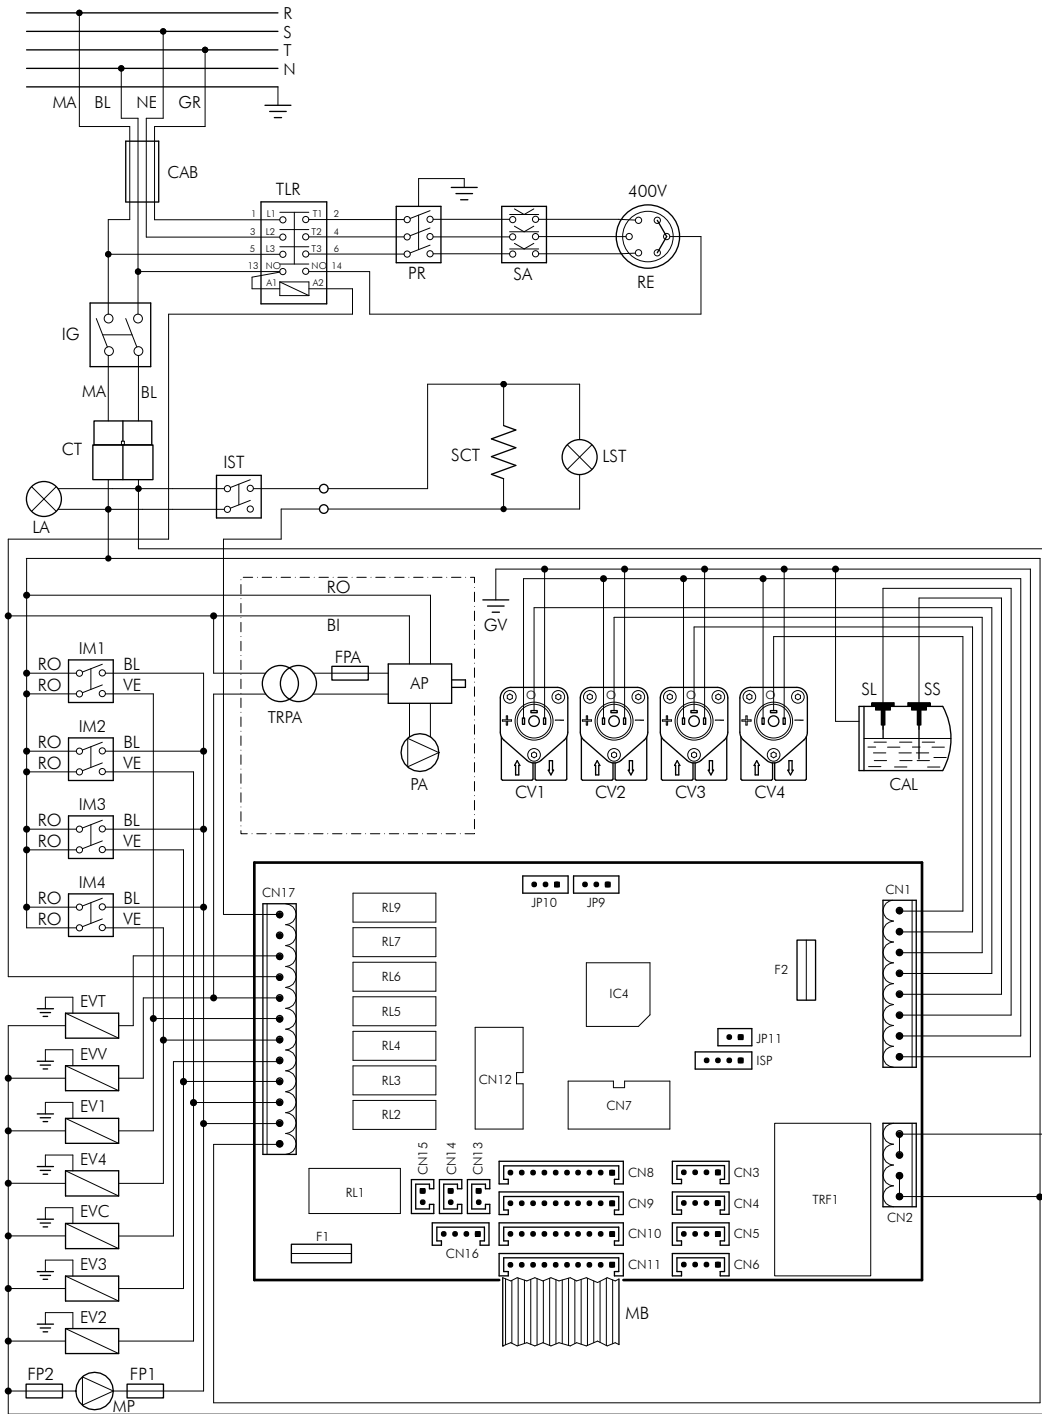 R
S
T
N
MA BL NE GR
CAB
TLR
400V
1 L1 T1 2
3 L2 T2 4
5 L3 T3 6
13 NO NO 14
A1 A2
PR
SA
RE
IG
MA BL
CT
IST
SCT
LST
LA
RO
BI
GV
FPA
TRPA
AP
PA
IM1
RO BL
RO VE
IM2
RO BL
RO VE
IM3
RO BL
RO VE
IM4
RO BL
RO VE
+ −
+ −
+ −
+ −
CV1 CV2 CV3 CV4
SL SS
CAL
CN17
RL9
RL7
RL6
RL5
RL4
RL3
RL2
JP10 JP9
CN1
F2
IC4
JP11
ISP
CN12
CN7
EVT
EVV
EV1
EV4
EVC
EV3
EV2
FP2 FP1
MP
CN15 CN14 CN13
RL1
F1
CN16
CN8 CN3
CN9 CN4
CN10 CN5
CN11 CN6
TRF1
CN2
MB